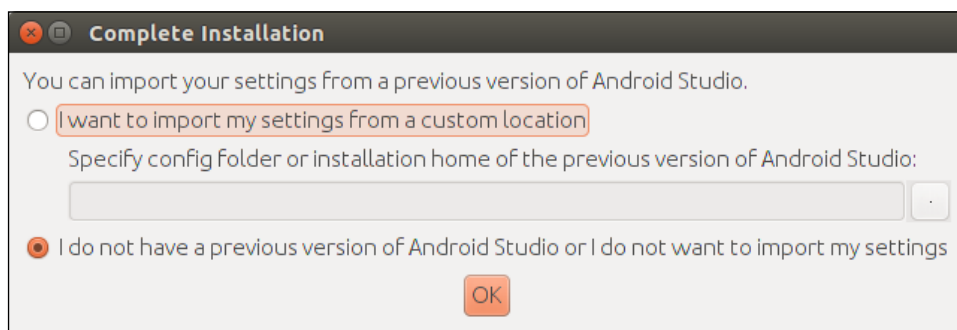 Complete Installation
You can import your settings from a previous version of Android Studio.
I want to import my settings from a custom location
Specify config folder or installation home of the previous version of Android Studio:
.
I do not have a previous version of Android Studio or I do not want to import my settings
OK